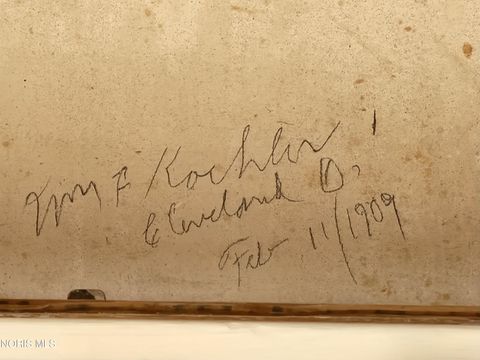 Wm F Koehler
Cleveland O,
Feb 11/1909
NORIS MLS